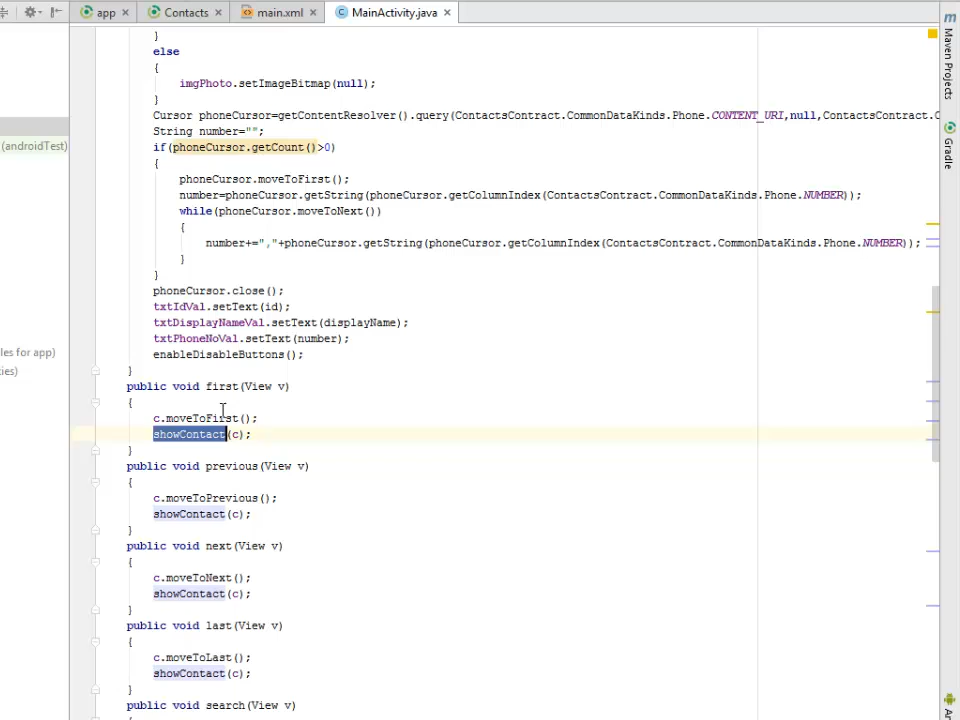 app
Contacts
main.xml
MainActivity.java
}
else
{
imgPhoto.setImageBitmap(null);
}
Cursor phoneCursor=getContentResolver().query(ContactsContract.CommonDataKinds.Phone.CONTENT_URI,null,ContactsContract.C
String number="";
if(phoneCursor.getCount()>0)
{
phoneCursor.moveToFirst();
number=phoneCursor.getString(phoneCursor.getColumnIndex(ContactsContract.CommonDataKinds.Phone.NUMBER));
while(phoneCursor.moveToNext())
{
number+=","+phoneCursor.getString(phoneCursor.getColumnIndex(ContactsContract.CommonDataKinds.Phone.NUMBER));
}
}
phoneCursor.close();
txtIdVal.setText(id);
txtDisplayNameVal.setText(displayName);
txtPhoneNoVal.setText(number);
enableDisableButtons();
}
public void first(View v)
{
c.moveToFirst();
showContact(c);
}
public void previous(View v)
{
c.moveToPrevious();
showContact(c);
}
public void next(View v)
{
c.moveToNext();
showContact(c);
}
public void last(View v)
{
c.moveToLast();
showContact(c);
}
public void search(View v)
(androidTest)
les for app)
ies)
Maven Projects
Gradle